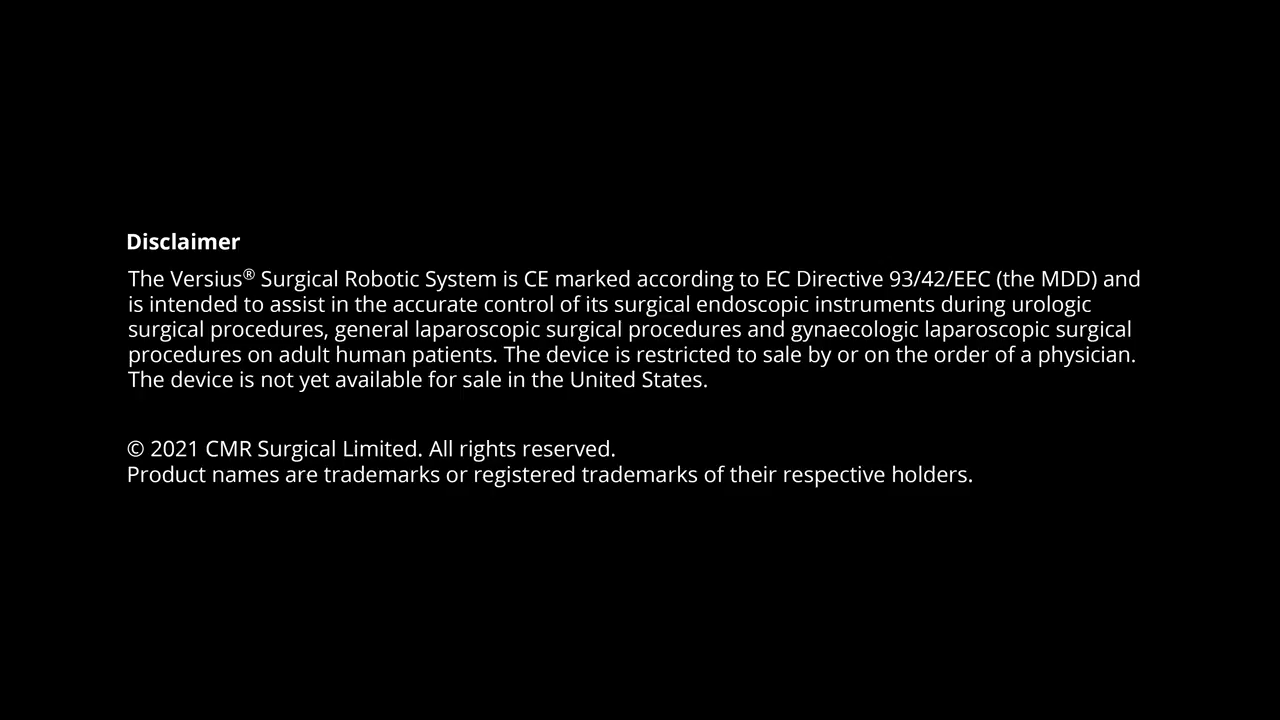 Disclaimer
The Versius® Surgical Robotic System is CE marked according to EC Directive 93/42/EEC (the MDD) and
is intended to assist in the accurate control of its surgical endoscopic instruments during urologic
surgical procedures, general laparoscopic surgical procedures and gynaecologic laparoscopic surgical
procedures on adult human patients. The device is restricted to sale by or on the order of a physician.
The device is not yet available for sale in the United States.
© 2021 CMR Surgical Limited. All rights reserved.
Product names are trademarks or registered trademarks of their respective holders.